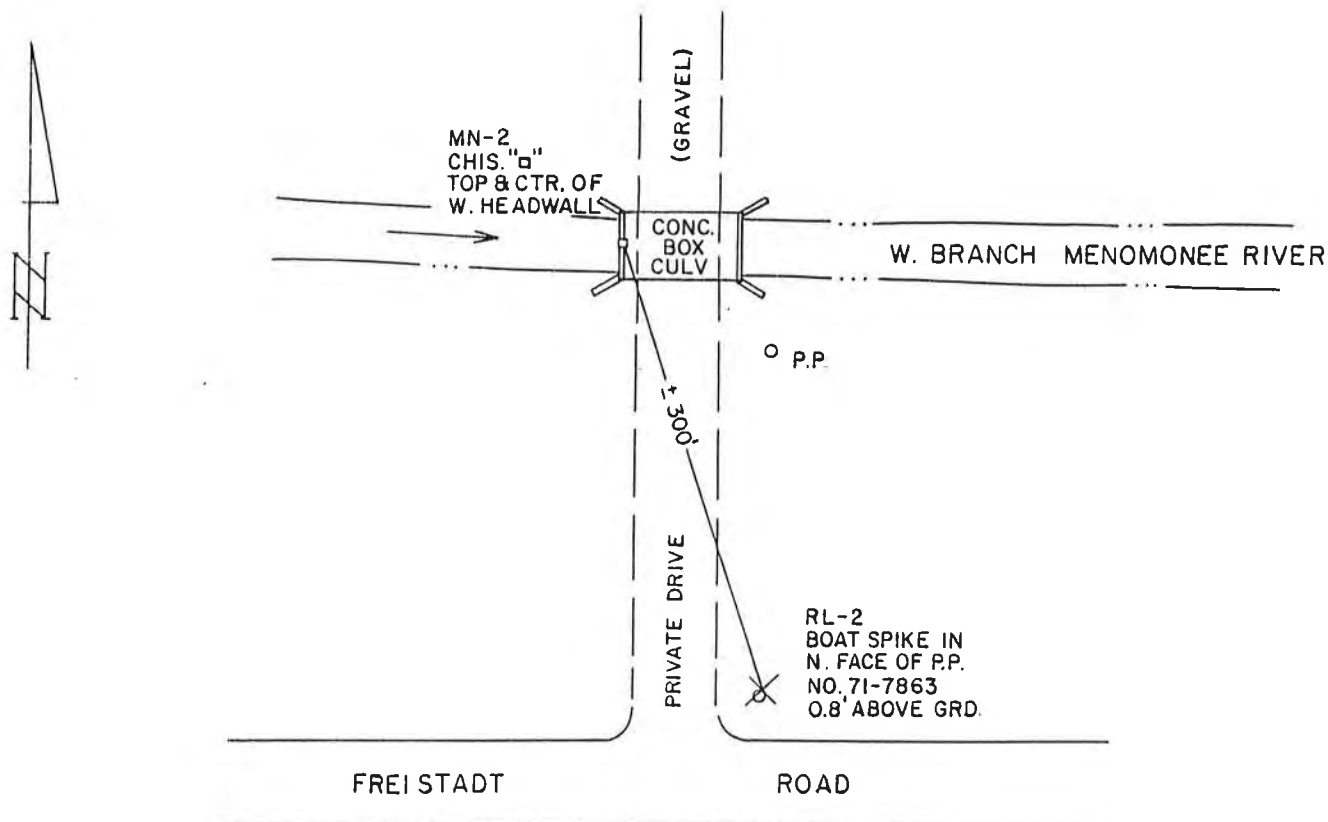 (GRAVEL)
MN-2
CHIS. "□"
TOP & CTR. OF
W. HEADWALL
CONC.
BOX
CULV
W. BRANCH MENOMONEE RIVER
N
P.P.
± 300'
PRIVATE DRIVE
RL-2
BOAT SPIKE IN
N. FACE OF P.P.
NO. 71-7863
0.8' ABOVE GRD.
FREISTADT ROAD